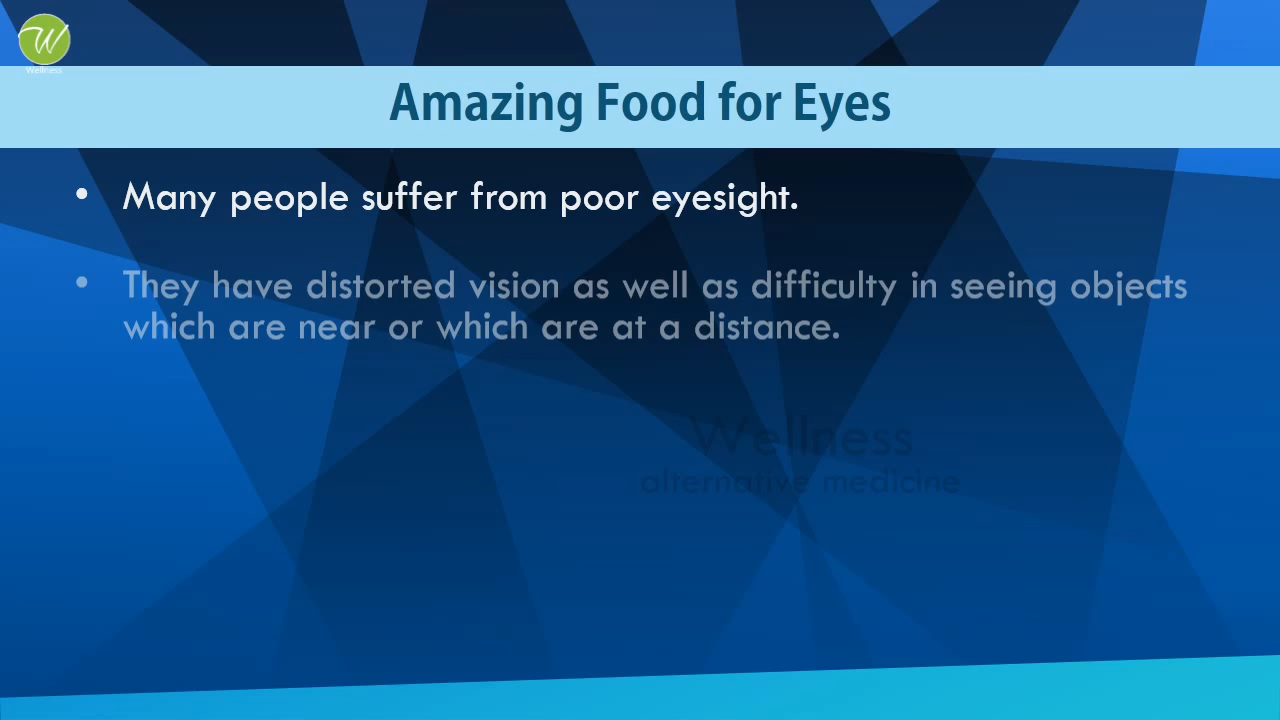 W
Wellness
Amazing Food for Eyes
• Many people suffer from poor eyesight.
• They have distorted vision as well as difficulty in seeing objects
which are near or which are at a distance.
Wellness
alternative medicine